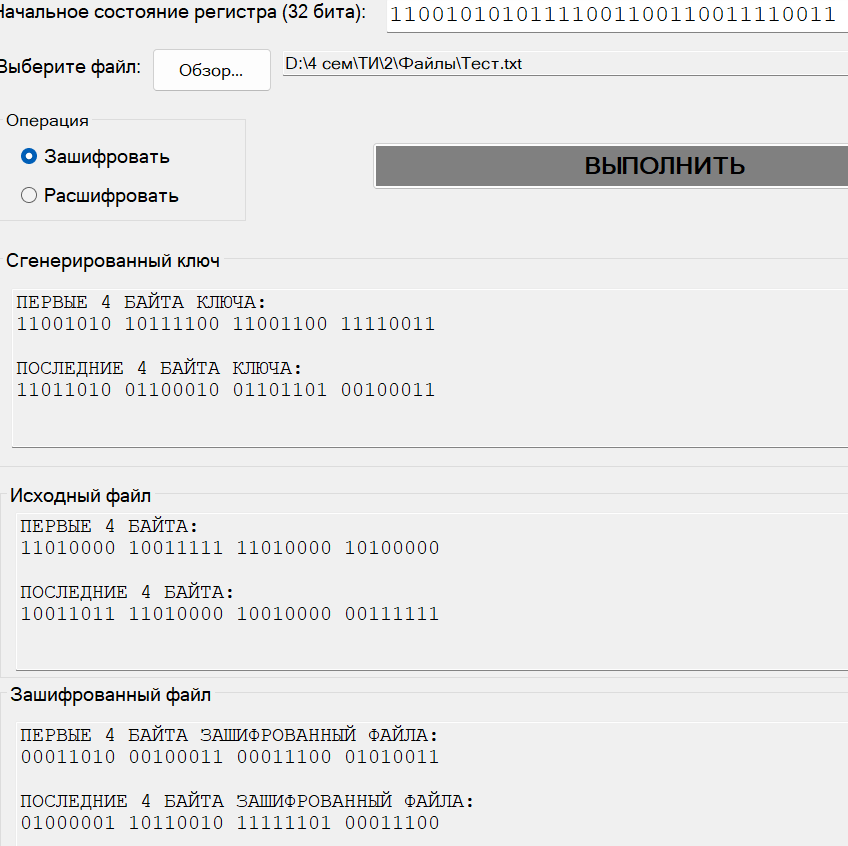 Начальное состояние регистра (32 бита): 11001010101111001100110011110011
Выберите файл: Обзор... D:\4 сем\ТИ\2\Файлы\Тест.txt
Операция
Зашифровать
ВЫПОЛНИТЬ
Расшифровать
Сгенерированный ключ
ПЕРВЫЕ 4 БАЙТА КЛЮЧА:
11001010 10111100 11001100 11110011
ПОСЛЕДНИЕ 4 БАЙТА КЛЮЧА:
11011010 01100010 01101101 00100011
Исходный файл
ПЕРВЫЕ 4 БАЙТА:
11010000 10011111 11010000 10100000
ПОСЛЕДНИЕ 4 БАЙТА:
10011011 11010000 10010000 00111111
Зашифрованный файл
ПЕРВЫЕ 4 БАЙТА ЗАШИФРОВАННЫЙ ФАЙЛА:
00011010 00100011 00011100 01010011
ПОСЛЕДНИЕ 4 БАЙТА ЗАШИФРОВАННЫЙ ФАЙЛА:
01000001 10110010 11111101 00011100